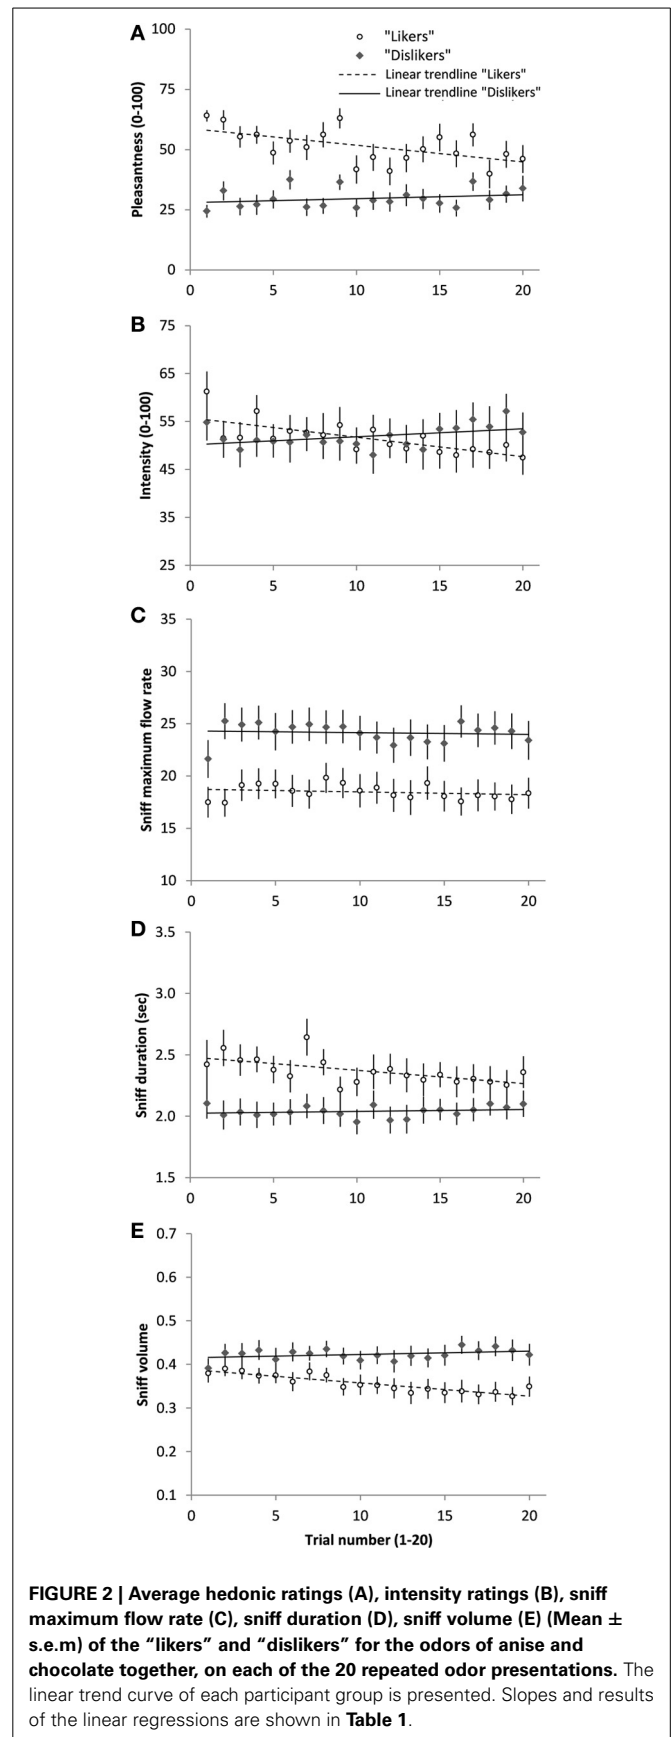 A
100
75
50
25
0
Pleasantness (0-100)
"Likers"
"Dislikers"
Linear trendline "Likers"
Linear trendline "Dislikers"
0 5 10 15 20
B
75
65
55
45
35
25
Intensity (0-100)
0 5 10 15 20
C
35
30
25
20
15
10
Sniff maximum flow rate
0 5 10 15 20
D
3.5
3.0
2.5
2.0
1.5
Sniff duration (sec)
0 5 10 15 20
E
0.7
0.6
0.5
0.4
0.3
0.2
0.1
Sniff volume
0 5 10 15 20
Trial number (1-20)
FIGURE 2 | Average hedonic ratings (A), intensity ratings (B), sniff
maximum flow rate (C), sniff duration (D), sniff volume (E) (Mean ±
s.e.m) of the “likers” and “dislikers” for the odors of anise and
chocolate together, on each of the 20 repeated odor presentations. The
linear trend curve of each participant group is presented. Slopes and results
of the linear regressions are shown in Table 1.